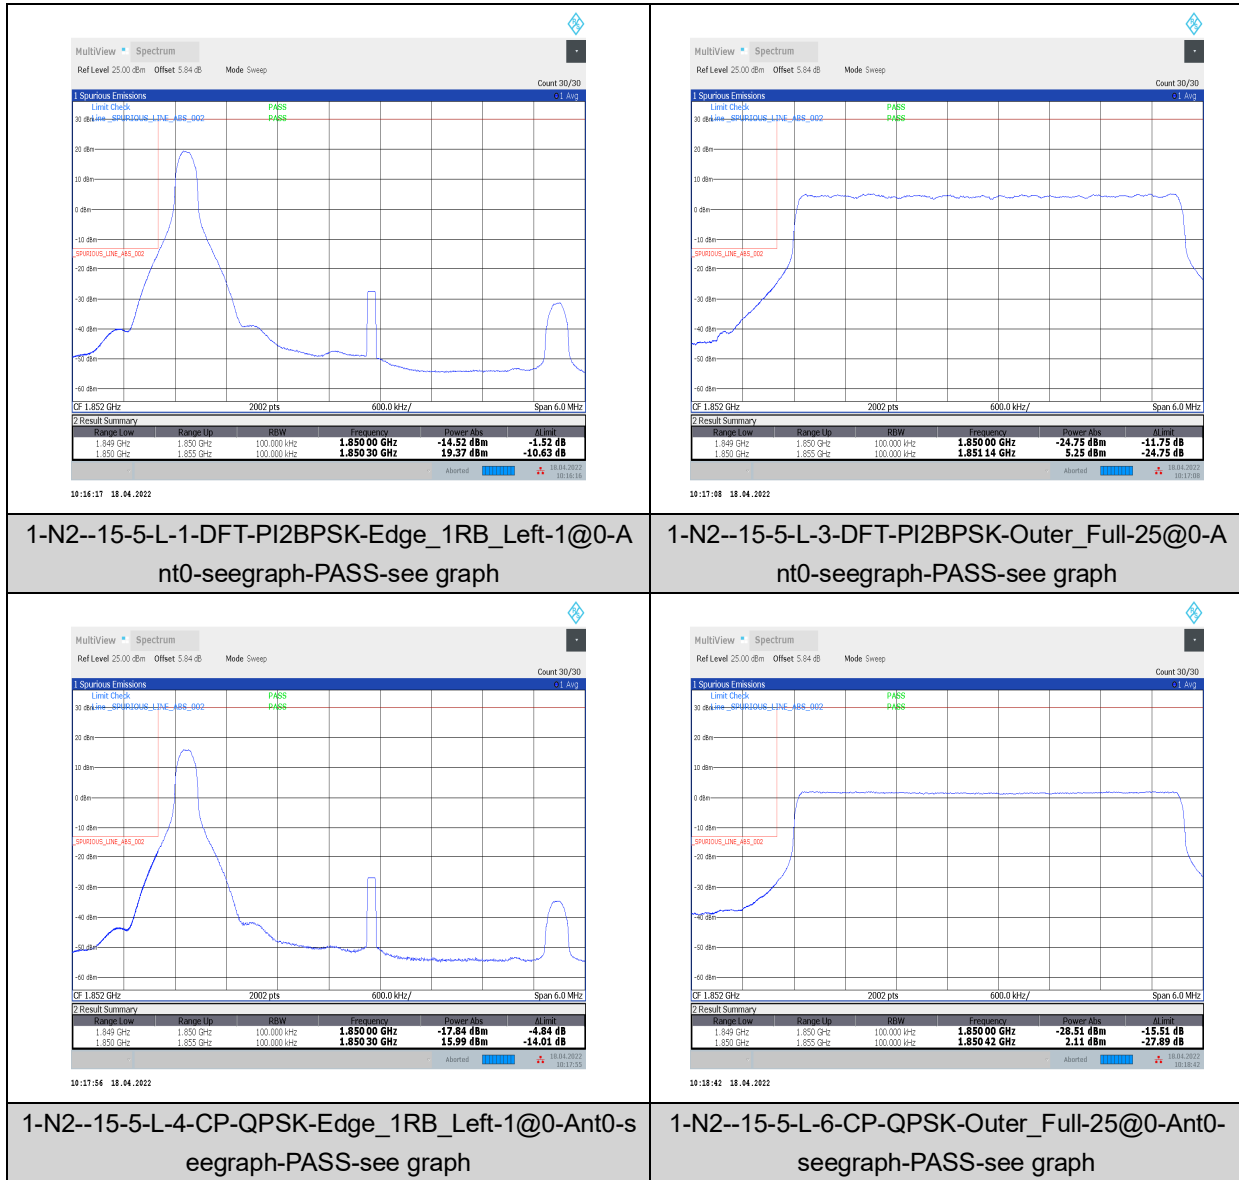 MultiView Spectrum
Ref Level 25.00 dBm Offset 5.84 dB Mode Sweep
Count 30/30
1 Spurious Emissions 1 Avg
Limit Check PASS
30 dBm Line _SPURIOUS_LINE_ABS_002 PASS
20 dBm
10 dBm
0 dBm
-10 dBm
_SPURIOUS_LINE_ABS_002
-20 dBm
-30 dBm
-40 dBm
-50 dBm
-60 dBm
CF 1.852 GHz 2002 pts 600.0 kHz/ Span 6.0 MHz
2 Result Summary
Range Low Range Up RBW Frequency Power Abs ΔLimit
1.849 GHz 1.850 GHz 100.000 kHz 1.85000 GHz -14.52 dBm -1.52 dB
1.850 GHz 1.855 GHz 100.000 kHz 1.85030 GHz 19.37 dBm -10.63 dB
Aborted 18.04.2022
10:16:16
10:16:17 18.04.2022
1-N2--15-5-L-1-DFT-PI2BPSK-Edge_1RB_Left-1@0-A
nt0-seegraph-PASS-see graph
MultiView Spectrum
Ref Level 25.00 dBm Offset 5.84 dB Mode Sweep
Count 30/30
1 Spurious Emissions 1 Avg
Limit Check PASS
30 dBm Line _SPURIOUS_LINE_ABS_002 PASS
20 dBm
10 dBm
0 dBm
-10 dBm
_SPURIOUS_LINE_ABS_002
-20 dBm
-30 dBm
-40 dBm
-50 dBm
-60 dBm
CF 1.852 GHz 2002 pts 600.0 kHz/ Span 6.0 MHz
2 Result Summary
Range Low Range Up RBW Frequency Power Abs ΔLimit
1.849 GHz 1.850 GHz 100.000 kHz 1.85000 GHz -24.75 dBm -11.75 dB
1.850 GHz 1.855 GHz 100.000 kHz 1.85114 GHz 5.25 dBm -24.75 dB
Aborted 18.04.2022
10:17:08
10:17:08 18.04.2022
1-N2--15-5-L-3-DFT-PI2BPSK-Outer_Full-25@0-A
nt0-seegraph-PASS-see graph
MultiView Spectrum
Ref Level 25.00 dBm Offset 5.84 dB Mode Sweep
Count 30/30
1 Spurious Emissions 1 Avg
Limit Check PASS
30 dBm Line _SPURIOUS_LINE_ABS_002 PASS
20 dBm
10 dBm
0 dBm
-10 dBm
_SPURIOUS_LINE_ABS_002
-20 dBm
-30 dBm
-40 dBm
-50 dBm
-60 dBm
CF 1.852 GHz 2002 pts 600.0 kHz/ Span 6.0 MHz
2 Result Summary
Range Low Range Up RBW Frequency Power Abs ΔLimit
1.849 GHz 1.850 GHz 100.000 kHz 1.85000 GHz -17.84 dBm -4.84 dB
1.850 GHz 1.855 GHz 100.000 kHz 1.85030 GHz 15.99 dBm -14.01 dB
Aborted 18.04.2022
10:17:55
10:17:56 18.04.2022
1-N2--15-5-L-4-CP-QPSK-Edge_1RB_Left-1@0-Ant0-s
eegraph-PASS-see graph
MultiView Spectrum
Ref Level 25.00 dBm Offset 5.84 dB Mode Sweep
Count 30/30
1 Spurious Emissions 1 Avg
Limit Check PASS
30 dBm Line _SPURIOUS_LINE_ABS_002 PASS
20 dBm
10 dBm
0 dBm
-10 dBm
_SPURIOUS_LINE_ABS_002
-20 dBm
-30 dBm
-40 dBm
-50 dBm
-60 dBm
CF 1.852 GHz 2002 pts 600.0 kHz/ Span 6.0 MHz
2 Result Summary
Range Low Range Up RBW Frequency Power Abs ΔLimit
1.849 GHz 1.850 GHz 100.000 kHz 1.85000 GHz -28.51 dBm -15.51 dB
1.850 GHz 1.855 GHz 100.000 kHz 1.85042 GHz 2.11 dBm -27.89 dB
Aborted 18.04.2022
10:18:42
10:18:42 18.04.2022
1-N2--15-5-L-6-CP-QPSK-Outer_Full-25@0-Ant0-
seegraph-PASS-see graph